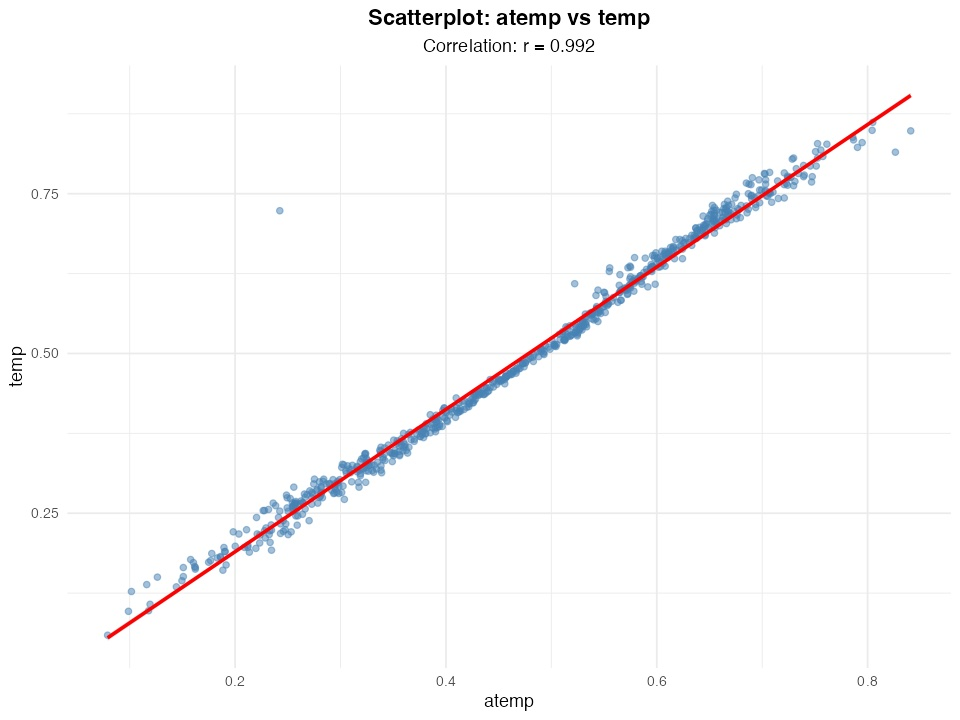 Scatterplot: atemp vs temp
Correlation: r = 0.992
temp
0.75
0.50
0.25
0.2 0.4 0.6 0.8
atemp